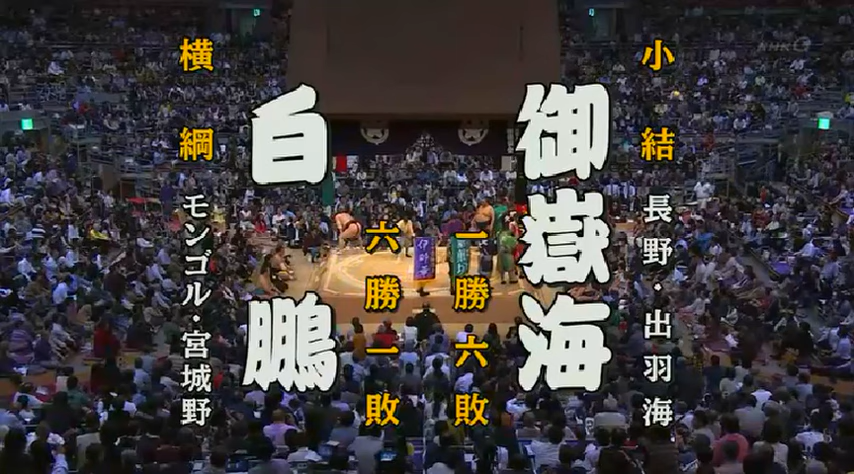 小結
長野・出羽海
御嶽海
一勝六敗
六勝一敗
白鵬
横綱
モンゴル・宮城野
NHK G